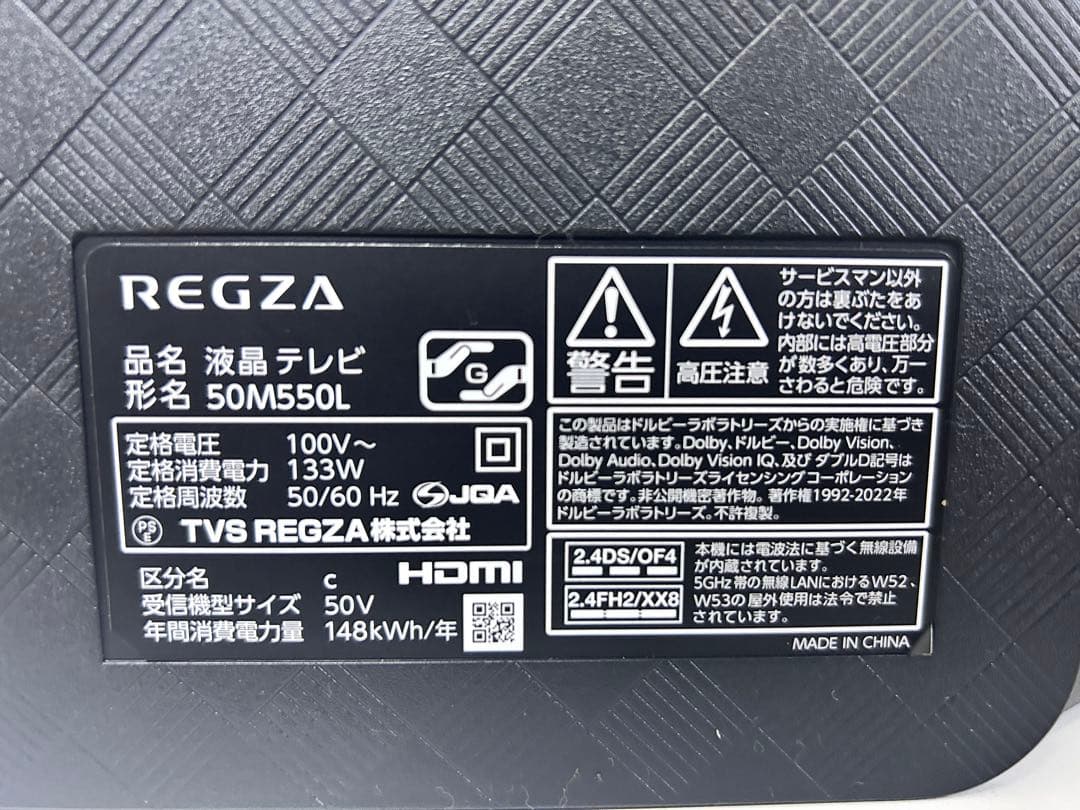 REGZA
品名 液晶テレビ
形名 50M550L
G
定格電圧 100V～
定格消費電力 133W
定格周波数 50/60 Hz
JQA
PS
E
TVS REGZA株式会社
区分名 c
HDMI
受信機型サイズ 50V
年間消費電力量 148kWh/年
警告
高圧注意
サービスマン以外
の方は裏ぶたをあ
けないでください。
内部には高電圧部分
が数多くあり、万一
さわると危険です。
この製品はドルビーラボラトリーズからの実施権に基づき
製造されています。Dolby、ドルビー、Dolby Vision、
Dolby Audio、Dolby Vision IQ、及び ダブルD記号は
ドルビーラボラトリーズライセンシング コーポレーション
の商標です。非公開機密著作物。著作権1992-2022年
ドルビーラボラトリーズ。不許複製。
2.4DS/OF4
2.4FH2/XX8
本機には電波法に基づく無線設備
が内蔵されています。
5GHz 帯の無線LANにおけるW52、
W53の屋外使用は法令で禁止
されています。
MADE IN CHINA